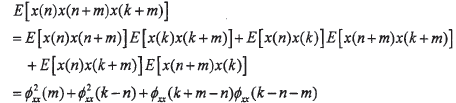 E[x(n)x(n+m)x(k+m)]
=E[x(n)x(n+m)]E[x(k)x(k+m)]+E[x(n)x(k)]E[x(n+m)x(k+m)]
+E[x(n)x(k+m)]E[x(n+m)x(k)]
=ϕ²ₓₓ(m)+ϕ²ₓₓ(k−n)+ϕₓₓ(k+m−n)ϕₓₓ(k−n−m)